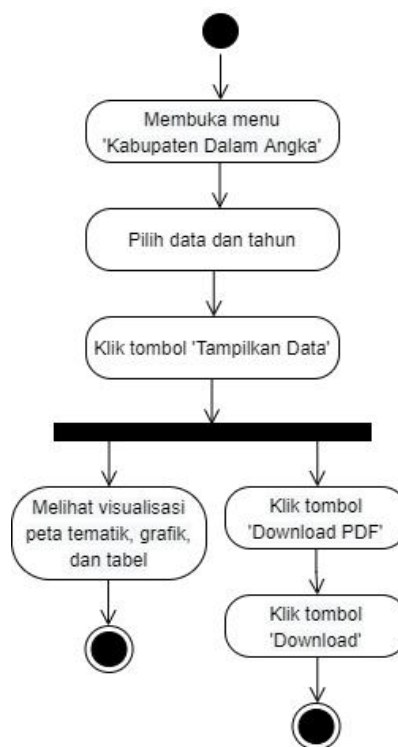 Membuka menu
'Kabupaten Dalam Angka'
Pilih data dan tahun
Klik tombol 'Tampilkan Data'
Melihat visualisasi
peta tematik, grafik,
dan tabel
Klik tombol
'Download PDF'
Klik tombol
'Download'